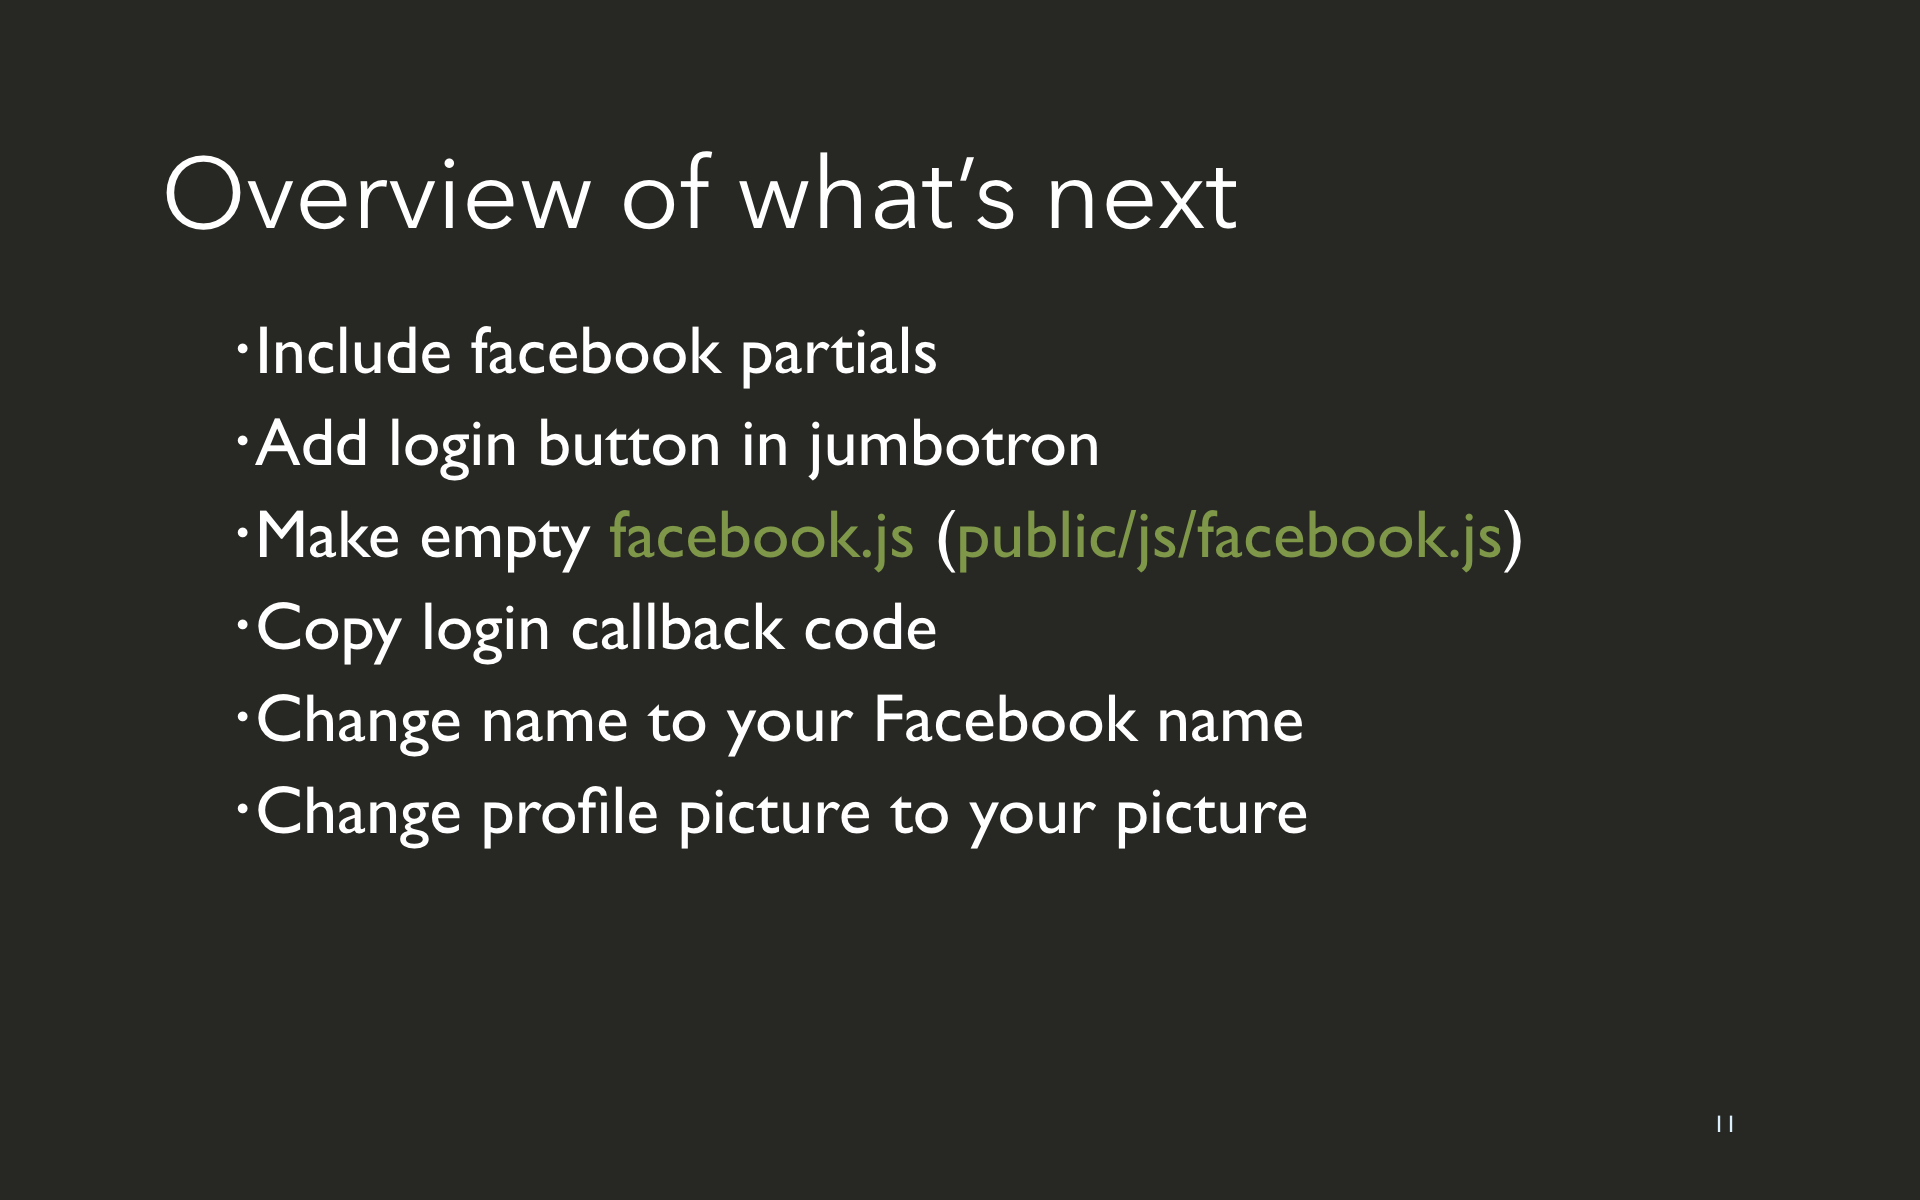 Overview of what’s next
·Include facebook partials
·Add login button in jumbotron
·Make empty facebook.js (public/js/facebook.js)
·Copy login callback code
·Change name to your Facebook name
·Change profile picture to your picture
11